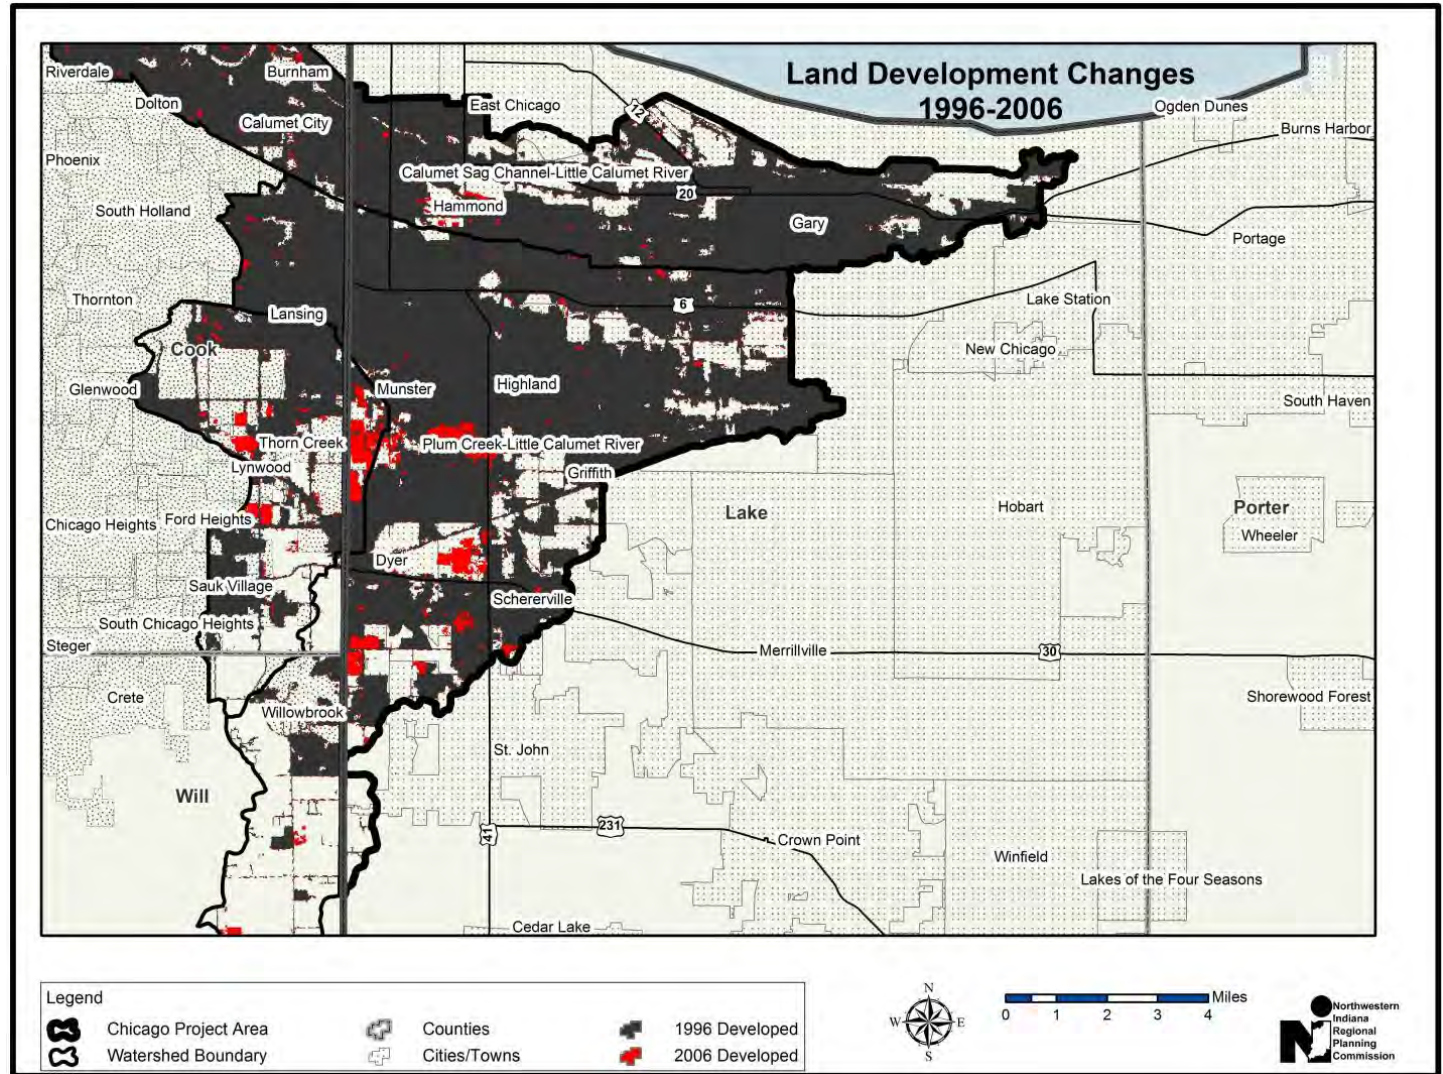 Land Development Changes
1996-2006
Riverdale
Burnham
Dolton
East Chicago
12
Ogden Dunes
Calumet City
Burns Harbor
Phoenix
Calumet Sag Channel-Little Calumet River
20
Hammond
South Holland
Gary
Portage
Thornton
Lansing
6
Lake Station
Cook
New Chicago
Glenwood
Munster
Highland
South Haven
Thorn Creek
Plum Creek-Little Calumet River
Lynwood
Griffith
Chicago Heights
Ford Heights
Lake
Hobart
Porter
Wheeler
Dyer
Sauk Village
Schererville
South Chicago Heights
Steger
Merrillville
30
Crete
Willowbrook
Shorewood Forest
St. John
Will
41
231
Crown Point
Winfield
Lakes of the Four Seasons
Cedar Lake
Legend
Chicago Project Area
Watershed Boundary
Counties
Cities/Towns
1996 Developed
2006 Developed
N
W
E
S
Miles
0 1 2 3 4
Northwestern
Indiana
Regional
Planning
Commission